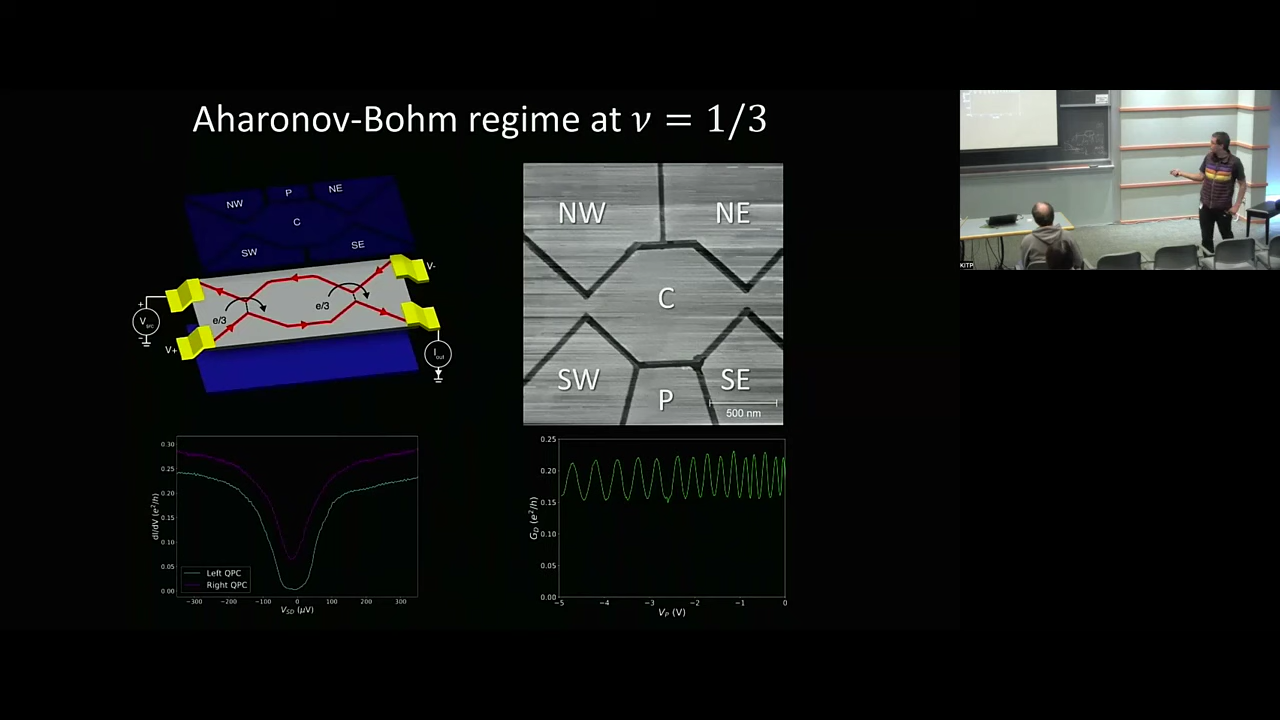 Aharonov-Bohm regime at ν = 1/3
NW
P
NE
C
SW
SE
V-
e/3
e/3
+
V_src
−
V+
I_out
NW
NE
C
SW
SE
P
500 nm
0.30
0.25
0.20
0.15
0.10
0.05
0.00
dI/dV (e²/h)
Left QPC
Right QPC
−300
−200
−100
0
100
200
300
V_SD (μV)
0.25
0.20
0.15
0.10
0.05
0.00
G_D (e²/h)
−5
−4
−3
−2
−1
0
V_P (V)
KITP